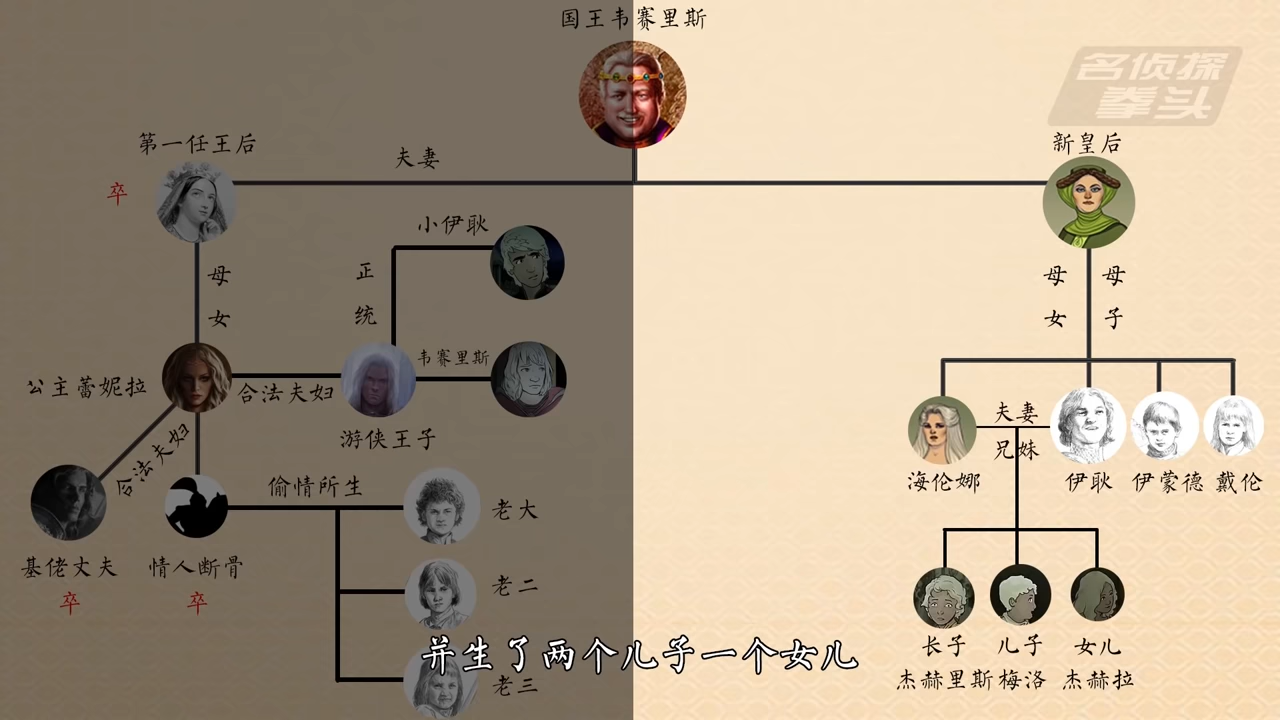 国王韦赛里斯
名侦探
拳头
第一任王后
夫妻
新皇后
卒
小伊耿
母女
正统
母女
母子
韦赛里斯
公主蕾妮拉
合法夫妇
游侠王子
夫妻
兄妹
合法夫妇
海伦娜
伊耿
伊蒙德
戴伦
偷情所生
老大
基佬丈夫
情人断骨
老二
卒
卒
长子
儿子
女儿
并生了两个儿子一个女儿
老三
杰赫里斯
梅洛
杰赫拉